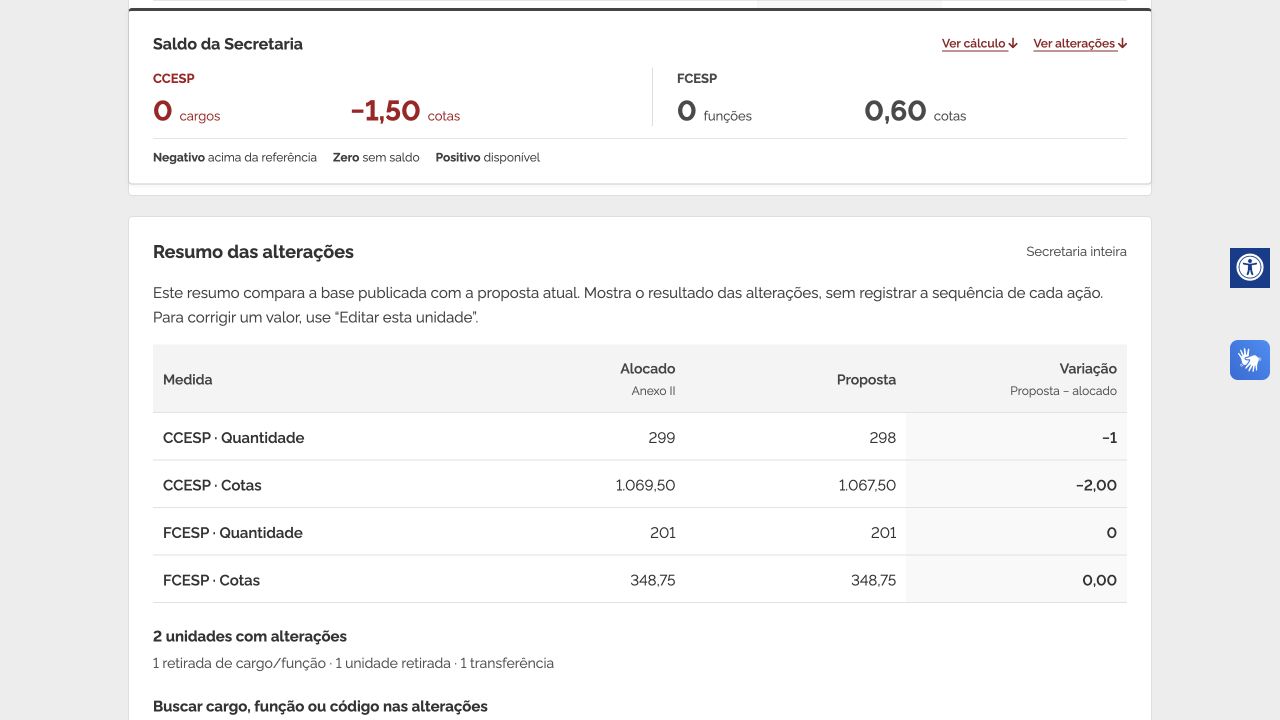 Saldo da Secretaria
Ver cálculo↓ Ver alterações↓
CCESP
0 cargos −1,50 cotas
FCESP
0 funções 0,60 cotas
Negativo acima da referência Zero sem saldo Positivo disponível
Resumo das alterações
Secretaria inteira
Este resumo compara a base publicada com a proposta atual. Mostra o resultado das alterações, sem registrar a sequência de cada ação.
Para corrigir um valor, use “Editar esta unidade”.
Medida Alocado Anexo II Proposta Variação Proposta − alocado
CCESP · Quantidade 299 298 −1
CCESP · Cotas 1.069,50 1.067,50 −2,00
FCESP · Quantidade 201 201 0
FCESP · Cotas 348,75 348,75 0,00
2 unidades com alterações
1 retirada de cargo/função · 1 unidade retirada · 1 transferência
Buscar cargo, função ou código nas alterações